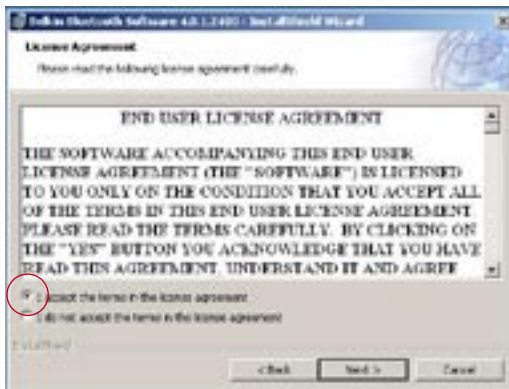 Belkin Bluetooth Software 4.0.1.2400 - InstallShield Wizard
License Agreement
Please read the following license agreement carefully.
END USER LICENSE AGREEMENT
THE SOFTWARE ACCOMPANYING THIS END USER
LICENSE AGREEMENT (THE "SOFTWARE") IS LICENSED
TO YOU ONLY ON THE CONDITION THAT YOU ACCEPT ALL
OF THE TERMS IN THIS END USER LICENSE AGREEMENT.
PLEASE READ THE TERMS CAREFULLY. BY CLICKING ON
THE "YES" BUTTON YOU ACKNOWLEDGE THAT YOU HAVE
READ THIS AGREEMENT, UNDERSTAND IT AND AGREE
I accept the terms in the license agreement
I do not accept the terms in the license agreement
InstallShield
< Back Next > Cancel